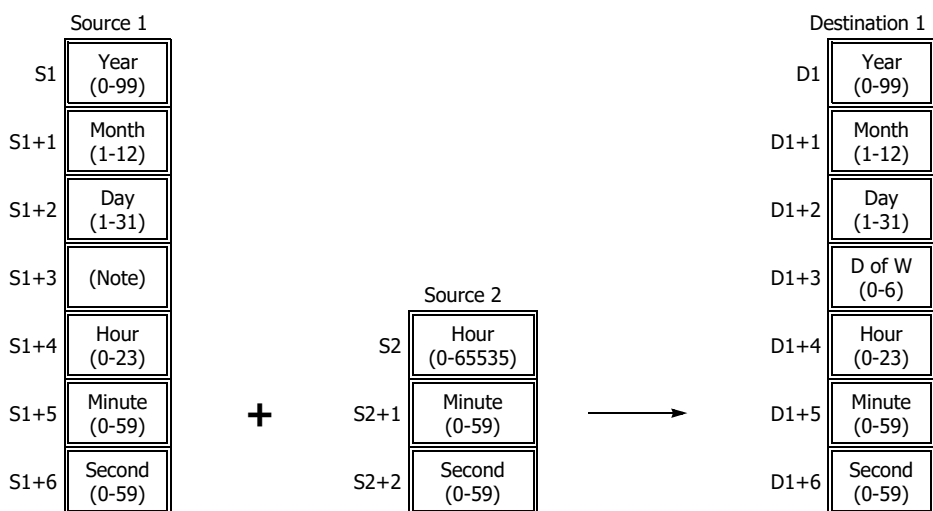 Source 1
S1
Year
(0-99)
S1+1
Month
(1-12)
S1+2
Day
(1-31)
S1+3
(Note)
S1+4
Hour
(0-23)
S1+5
Minute
(0-59)
S1+6
Second
(0-59)
+
Source 2
S2
Hour
(0-65535)
S2+1
Minute
(0-59)
S2+2
Second
(0-59)
Destination 1
D1
Year
(0-99)
D1+1
Month
(1-12)
D1+2
Day
(1-31)
D1+3
D of W
(0-6)
D1+4
Hour
(0-23)
D1+5
Minute
(0-59)
D1+6
Second
(0-59)